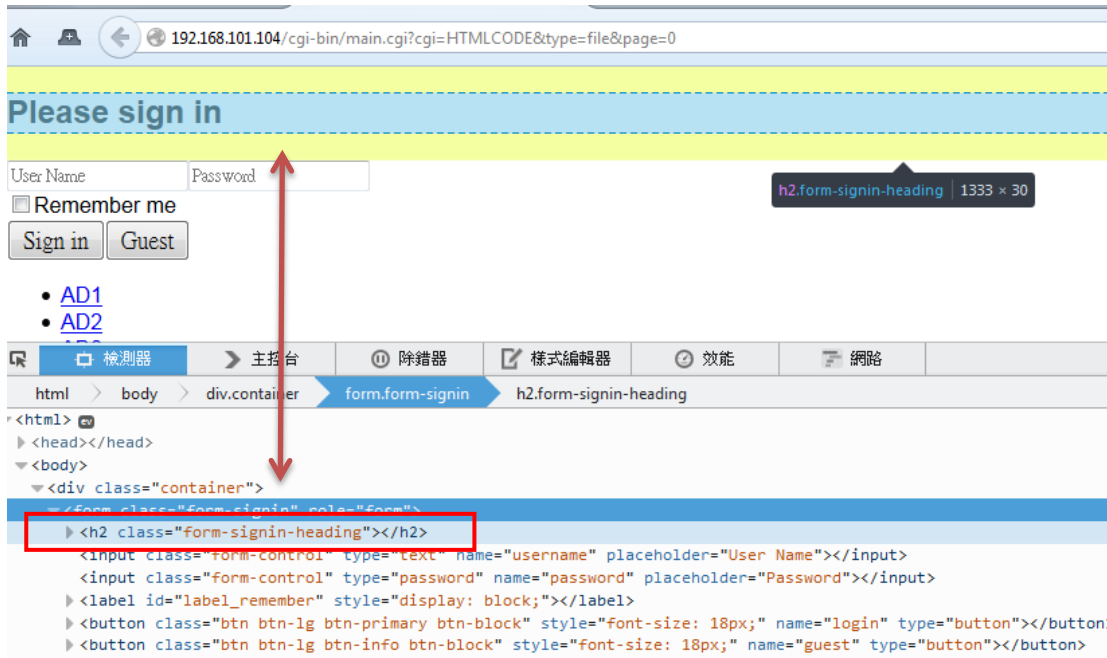 192.168.101.104/cgi-bin/main.cgi?cgi=HTMLCODE&type=file&page=0
Please sign in
User Name Password
h2.form-signin-heading 1333 × 30
Remember me
Sign in Guest
AD1
AD2
檢測器 主控台 除錯器 樣式編輯器 效能 網路
html body div.container form.form-signin h2.form-signin-heading
<html> ev
<head></head>
<body>
<div class="container">
<form class="form-signin" role="form">
<h2 class="form-signin-heading"></h2>
<input class="form-control" type="text" name="username" placeholder="User Name"></input>
<input class="form-control" type="password" name="password" placeholder="Password"></input>
<label id="label_remember" style="display: block;"></label>
<button class="btn btn-lg btn-primary btn-block" style="font-size: 18px;" name="login" type="button"></button>
<button class="btn btn-lg btn-info btn-block" style="font-size: 18px;" name="guest" type="button"></button>